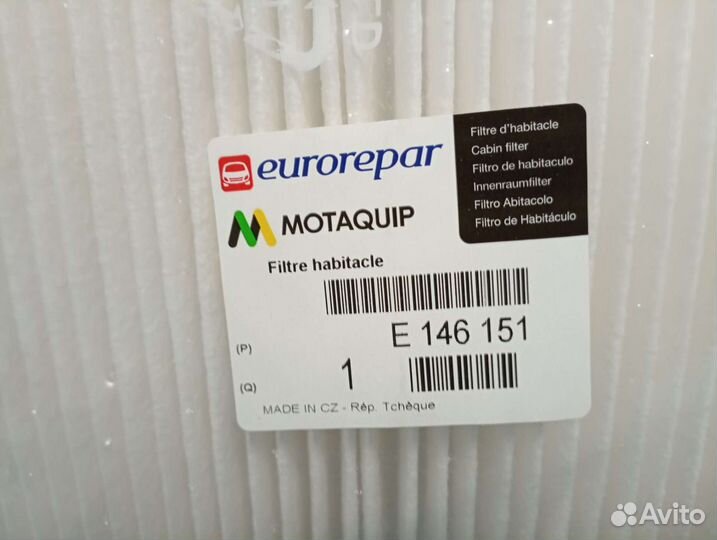 eurorepar
MOTAQUIP
Filtre d'habitacle
Cabin filter
Filtro de habitaculo
Innenraumfilter
Filtro Abitacolo
Filtro de Habitáculo
Filtre habitacle
(P) E 146 151
(Q) 1
MADE IN CZ - Rép. Tchèque
Avito